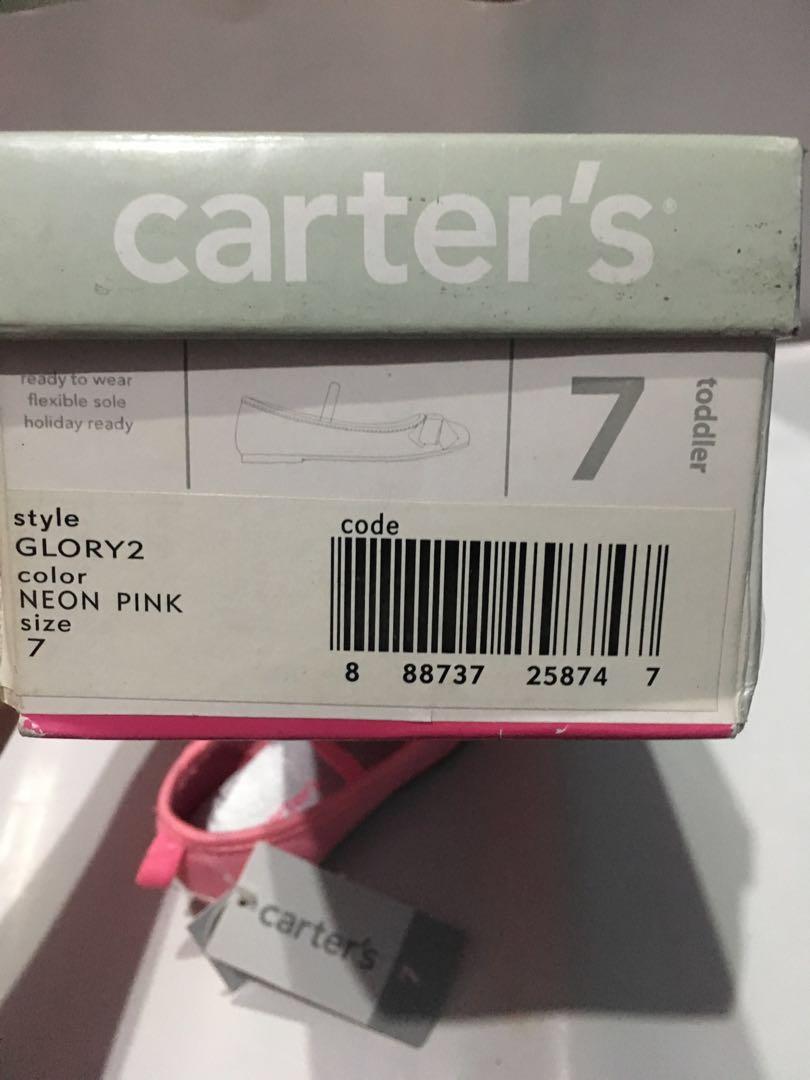 carter's®
ready to wear
flexible sole
holiday ready
7
toddler
style
GLORY2
color
NEON PINK
size
7
code
8 88737 25874 7
carter's
7